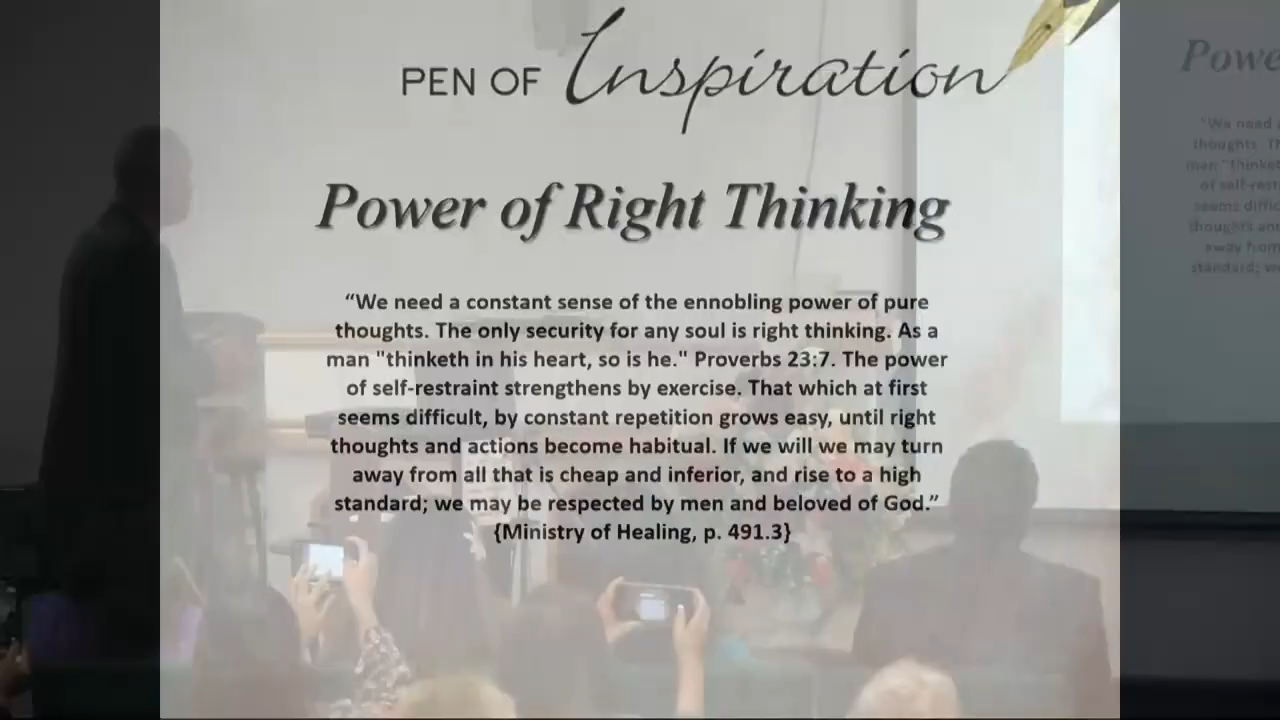 PEN OF Inspiration
Power of Right Thinking
“We need a constant sense of the ennobling power of pure
thoughts. The only security for any soul is right thinking. As a
man "thinketh in his heart, so is he." Proverbs 23:7. The power
of self-restraint strengthens by exercise. That which at first
seems difficult, by constant repetition grows easy, until right
thoughts and actions become habitual. If we will we may turn
away from all that is cheap and inferior, and rise to a high
standard; we may be respected by men and beloved of God.”
{Ministry of Healing, p. 491.3}